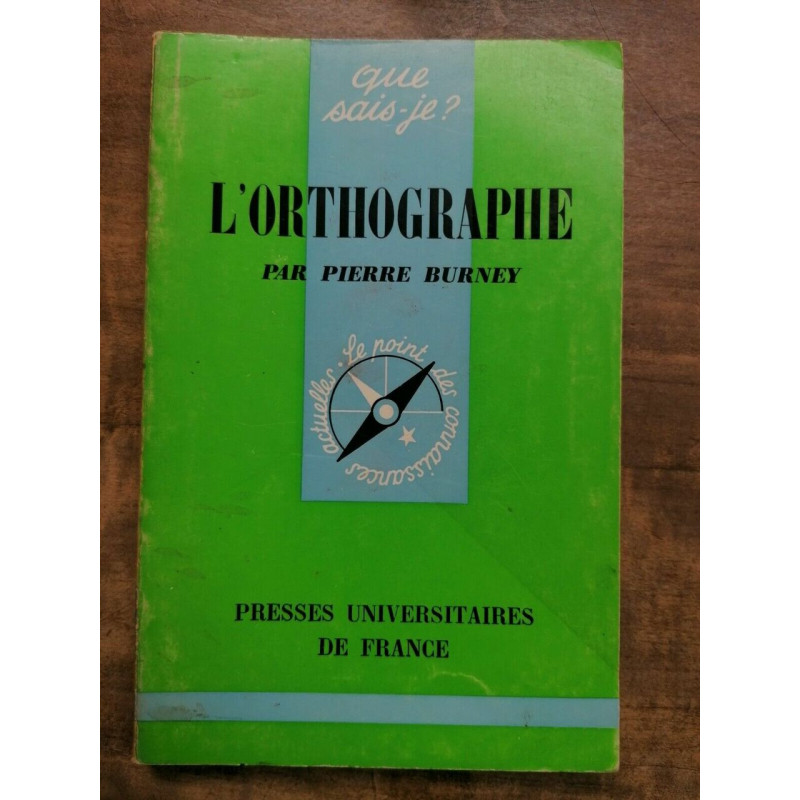 que
sais-je?
L'ORTHOGRAPHE
PAR PIERRE BURNEY
Le point des connaissances actuelles.
PRESSES UNIVERSITAIRES
DE FRANCE